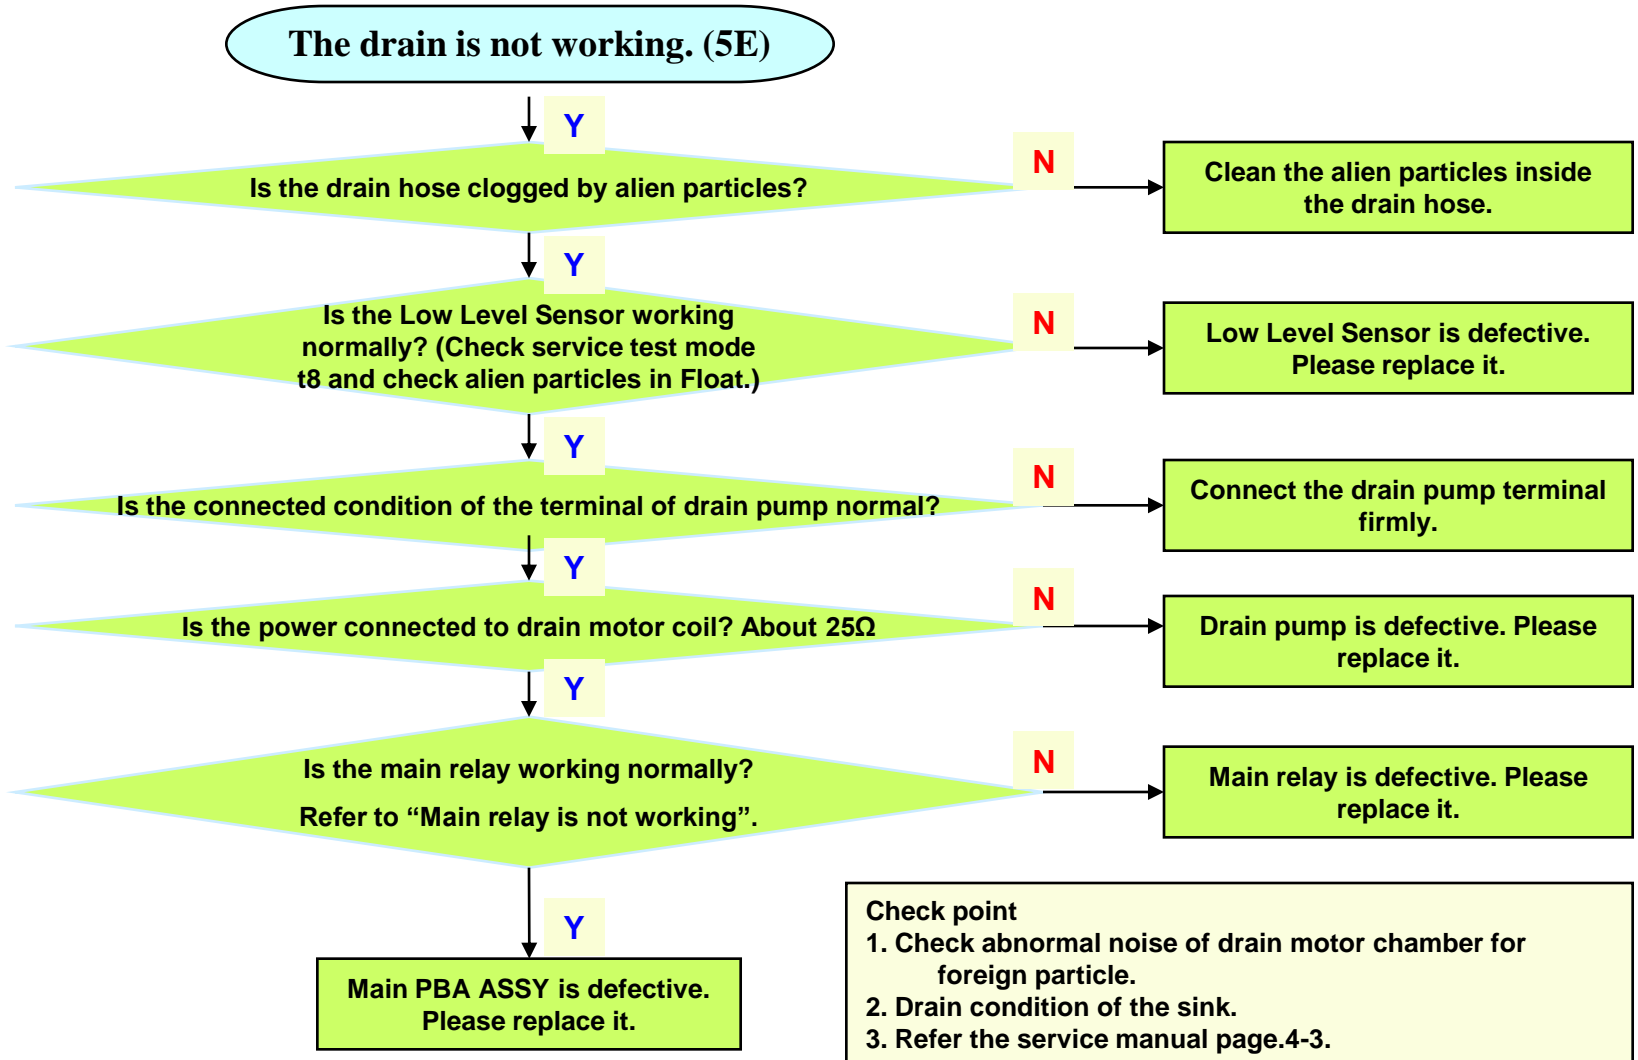 The drain is not working. (5E)
Y
Is the drain hose clogged by alien particles?
N
Clean the alien particles inside
the drain hose.
Y
Is the Low Level Sensor working
normally? (Check service test mode
t8 and check alien particles in Float.)
N
Low Level Sensor is defective.
Please replace it.
Y
Is the connected condition of the terminal of drain pump normal?
N
Connect the drain pump terminal
firmly.
Y
Is the power connected to drain motor coil? About 25Ω
N
Drain pump is defective. Please
replace it.
Y
Is the main relay working normally?
Refer to “Main relay is not working”.
N
Main relay is defective. Please
replace it.
Y
Main PBA ASSY is defective.
Please replace it.
Check point
1. Check abnormal noise of drain motor chamber for
foreign particle.
2. Drain condition of the sink.
3. Refer the service manual page.4-3.